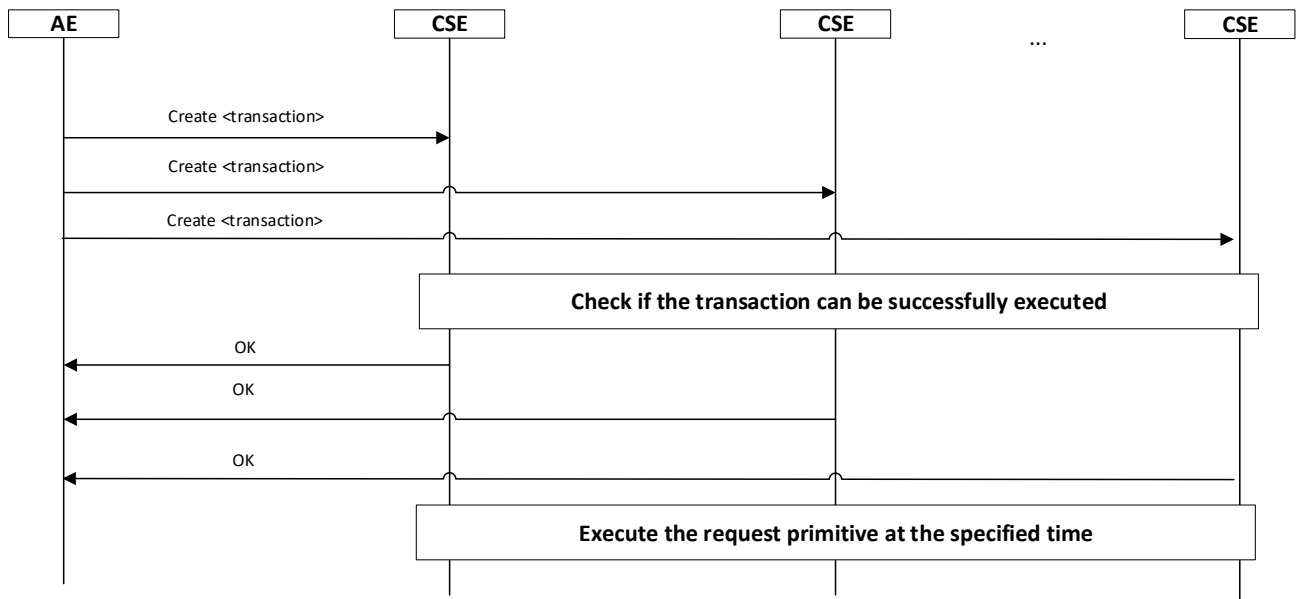 AE
CSE
CSE
...
CSE
Create <transaction>
Create <transaction>
Create <transaction>
Check if the transaction can be successfully executed
OK
OK
OK
Execute the request primitive at the specified time